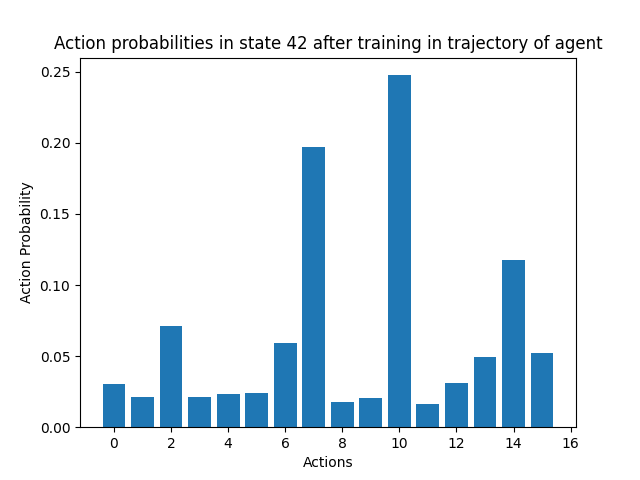 Action probabilities in state 42 after training in trajectory of agent
0.25
0.20
0.15
0.10
0.05
0.00
Action Probability
0 2 4 6 8 10 12 14 16
Actions